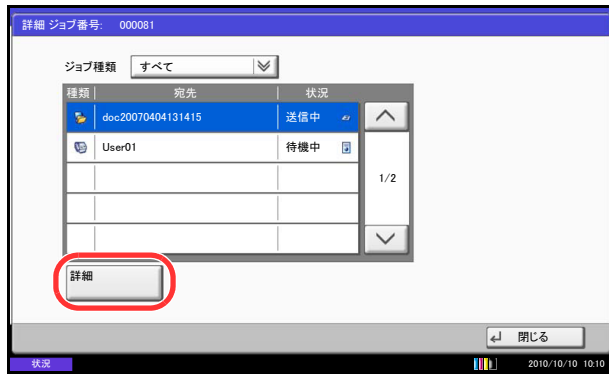 詳細 ジョブ番号: 000081
ジョブ種類 すべて
種類 宛先 状況
doc20070404131415 送信中
User01 待機中
1/2
詳細
閉じる
状況 2010/10/10 10:10